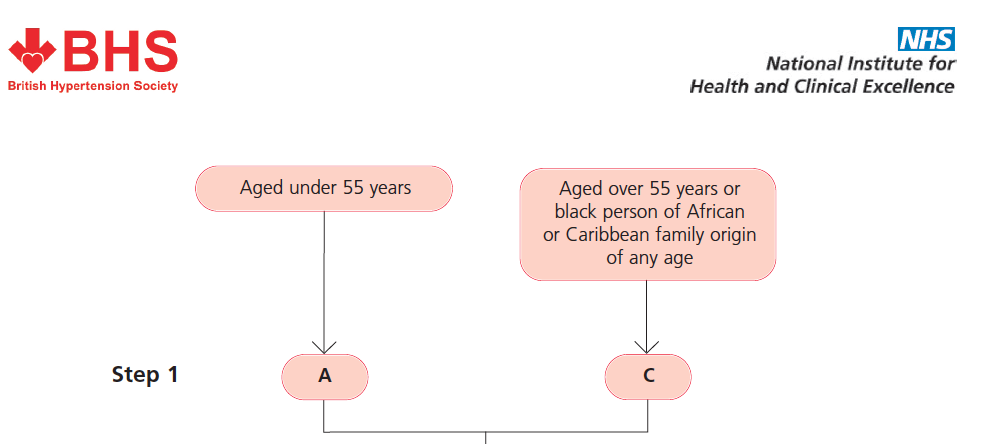 BHS
British Hypertension Society
NHS
National Institute for
Health and Clinical Excellence
Aged under 55 years
Aged over 55 years or
black person of African
or Caribbean family origin
of any age
Step 1
A
C